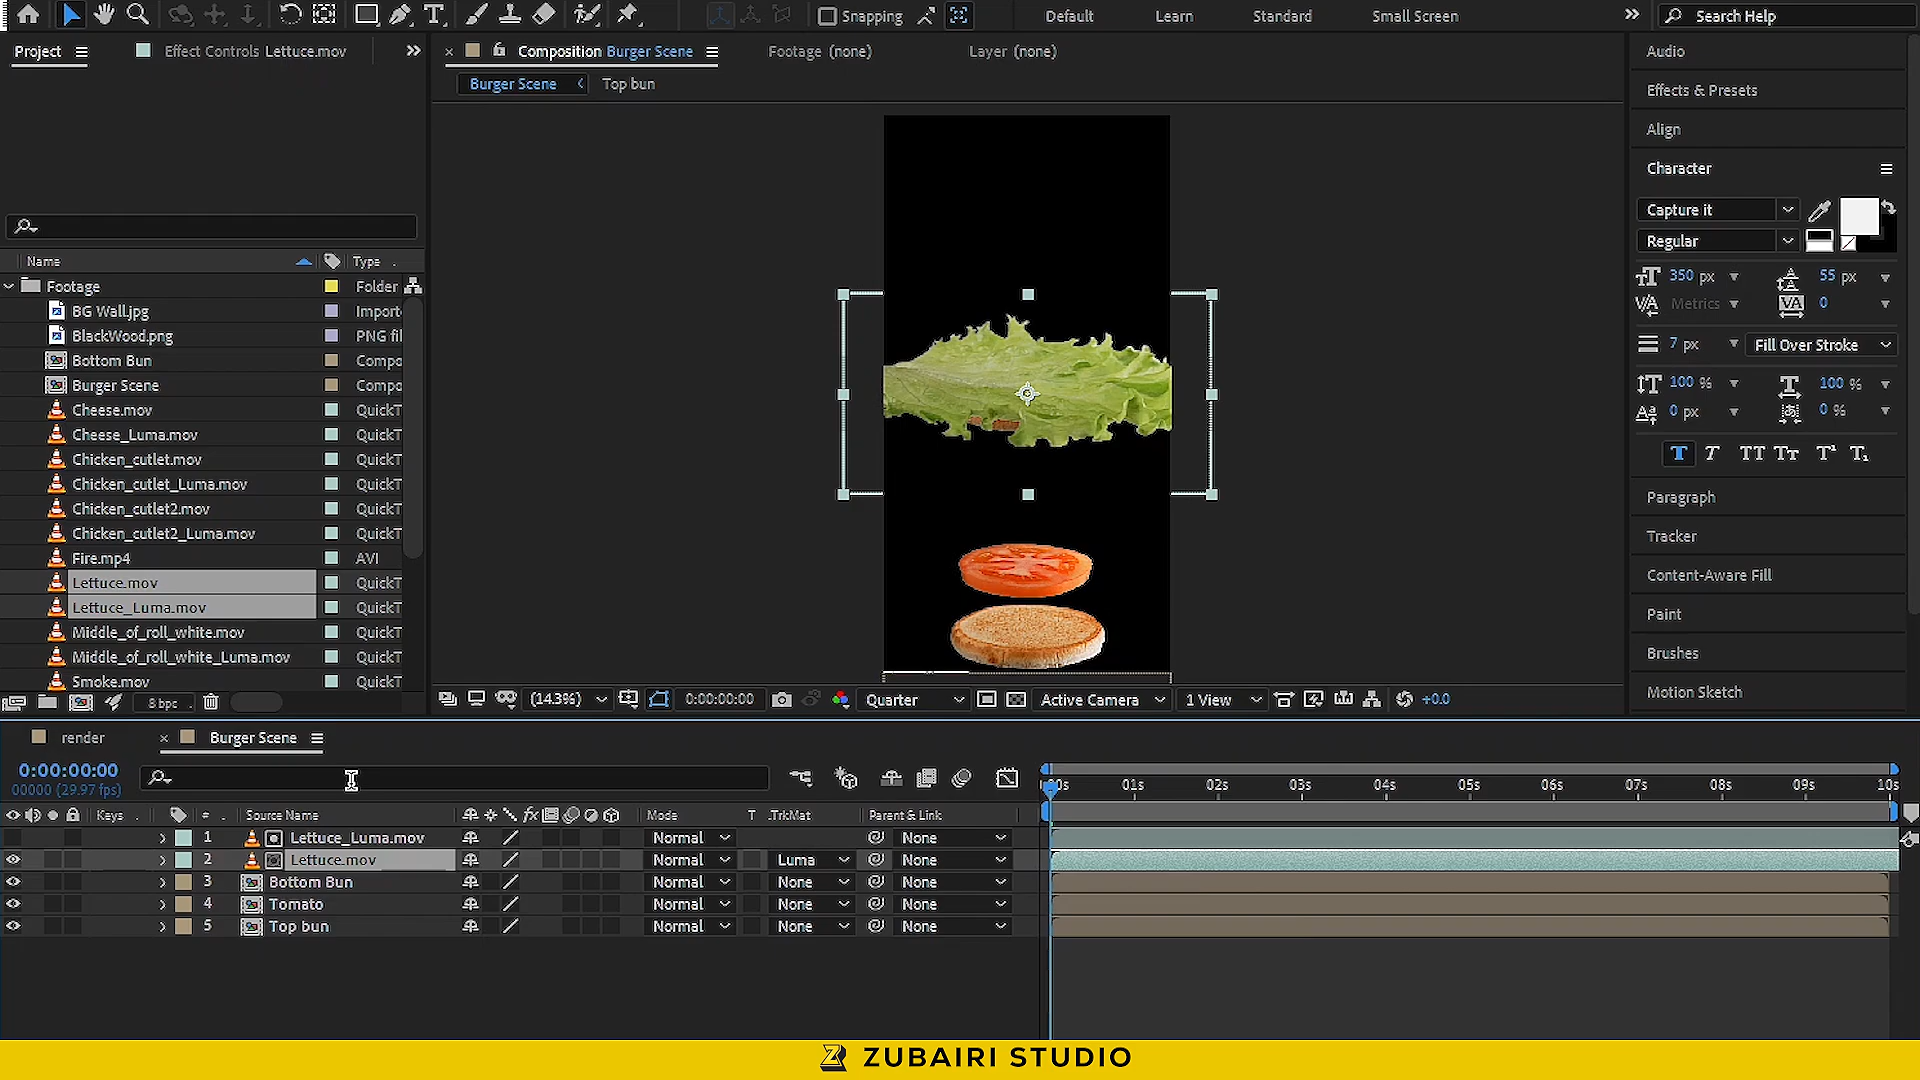 Snapping
Default
Learn
Standard
Small Screen
Search Help
Project
Effect Controls Lettuce.mov
Composition Burger Scene
Footage (none)
Layer (none)
Burger Scene
Top bun
Name
Type
Footage
Folder
BG Wall.jpg
Import
BlackWood.png
PNG fil
Bottom Bun
Compo
Burger Scene
Compo
Cheese.mov
QuickT
Cheese_Luma.mov
QuickT
Chicken_cutlet.mov
QuickT
Chicken_cutlet_Luma.mov
QuickT
Chicken_cutlet2.mov
QuickT
Chicken_cutlet2_Luma.mov
QuickT
Fire.mp4
AVI
Lettuce.mov
QuickT
Lettuce_Luma.mov
QuickT
Middle_of_roll_white.mov
QuickT
Middle_of_roll_white_Luma.mov
QuickT
Smoke.mov
QuickT
8 bpc
(14.3%)
0:00:00:00
Quarter
Active Camera
1 View
+0.0
Audio
Effects & Presets
Align
Character
Capture it
Regular
350 px
55 px
Metrics
0
7 px
Fill Over Stroke
100 %
100 %
0 px
0 %
T T TT Tt T¹ T₁
Paragraph
Tracker
Content-Aware Fill
Paint
Brushes
Motion Sketch
render
Burger Scene
0:00:00:00
00000 (29.97 fps)
00s 01s 02s 03s 04s 05s 06s 07s 08s 09s 10s
Keys
#
Source Name
fx
Mode
T
.TrkMat
Parent & Link
1 Lettuce_Luma.mov Normal None
2 Lettuce.mov Normal Luma None
3 Bottom Bun Normal None None
4 Tomato Normal None None
5 Top bun Normal None None
ZUBAIRI STUDIO